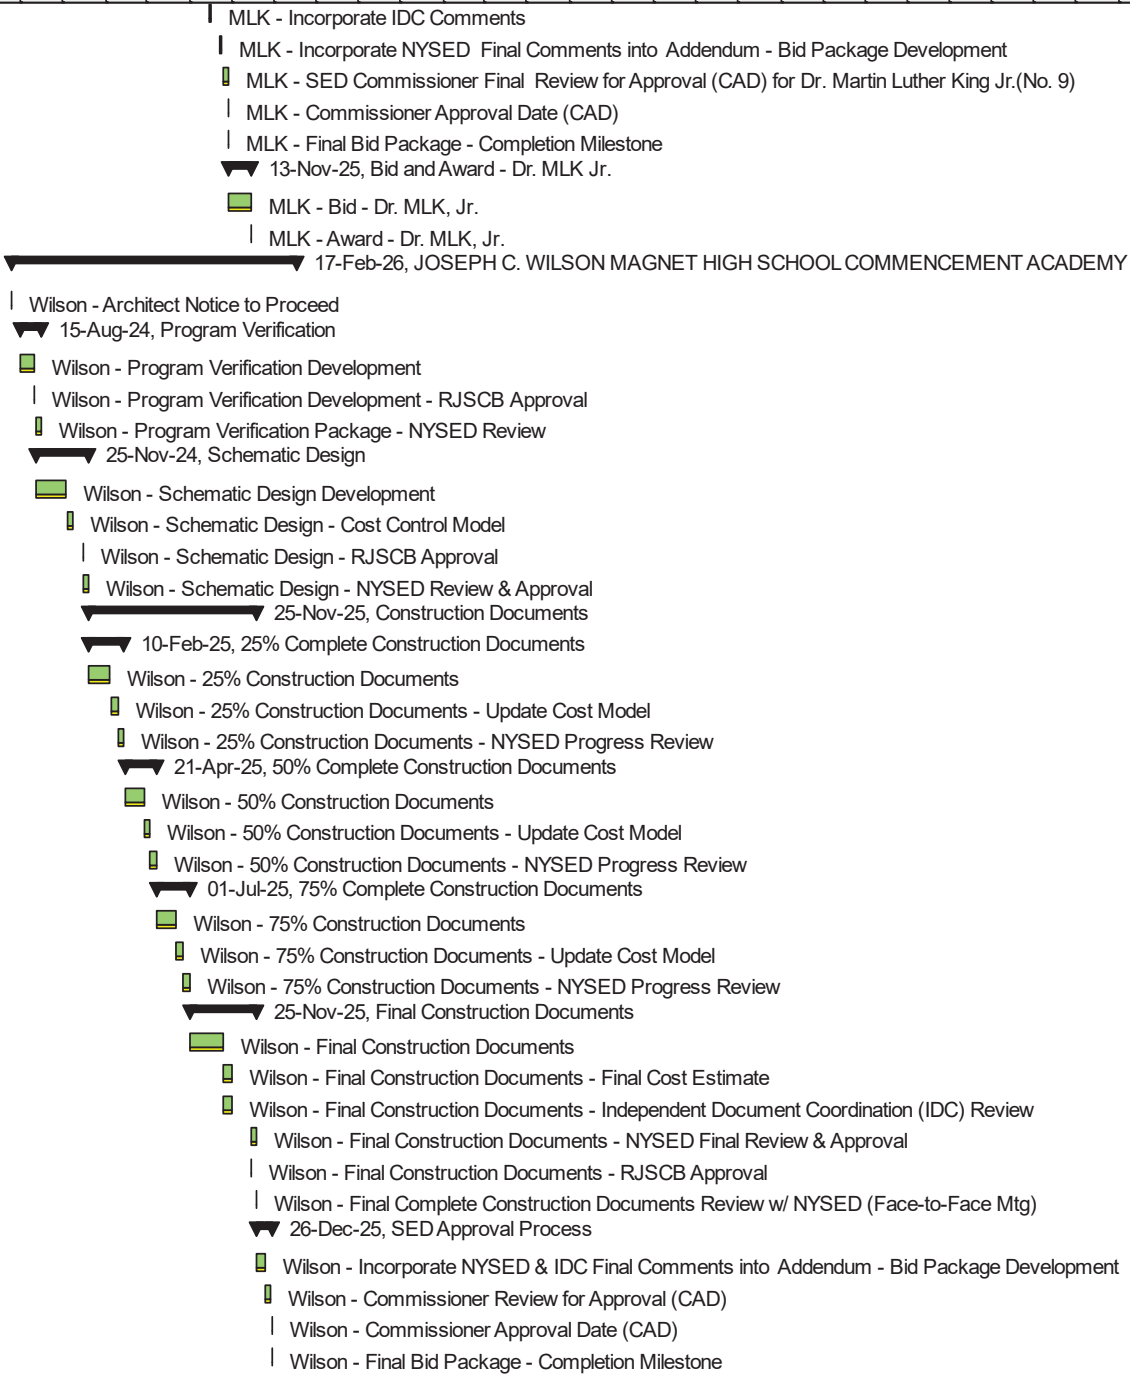 MLK - Incorporate IDC Comments
MLK - Incorporate NYSED Final Comments into Addendum - Bid Package Development
MLK - SED Commissioner Final Review for Approval (CAD) for Dr. Martin Luther King Jr.(No. 9)
MLK - Commissioner Approval Date (CAD)
MLK - Final Bid Package - Completion Milestone
13-Nov-25, Bid and Award - Dr. MLK Jr.
MLK - Bid - Dr. MLK, Jr.
MLK - Award - Dr. MLK, Jr.
17-Feb-26, JOSEPH C. WILSON MAGNET HIGH SCHOOL COMMENCEMENT ACADEMY
Wilson - Architect Notice to Proceed
15-Aug-24, Program Verification
Wilson - Program Verification Development
Wilson - Program Verification Development - RJSCB Approval
Wilson - Program Verification Package - NYSED Review
25-Nov-24, Schematic Design
Wilson - Schematic Design Development
Wilson - Schematic Design - Cost Control Model
Wilson - Schematic Design - RJSCB Approval
Wilson - Schematic Design - NYSED Review & Approval
25-Nov-25, Construction Documents
10-Feb-25, 25% Complete Construction Documents
Wilson - 25% Construction Documents
Wilson - 25% Construction Documents - Update Cost Model
Wilson - 25% Construction Documents - NYSED Progress Review
21-Apr-25, 50% Complete Construction Documents
Wilson - 50% Construction Documents
Wilson - 50% Construction Documents - Update Cost Model
Wilson - 50% Construction Documents - NYSED Progress Review
01-Jul-25, 75% Complete Construction Documents
Wilson - 75% Construction Documents
Wilson - 75% Construction Documents - Update Cost Model
Wilson - 75% Construction Documents - NYSED Progress Review
25-Nov-25, Final Construction Documents
Wilson - Final Construction Documents
Wilson - Final Construction Documents - Final Cost Estimate
Wilson - Final Construction Documents - Independent Document Coordination (IDC) Review
Wilson - Final Construction Documents - NYSED Final Review & Approval
Wilson - Final Construction Documents - RJSCB Approval
Wilson - Final Complete Construction Documents Review w/ NYSED (Face-to-Face Mtg)
26-Dec-25, SED Approval Process
Wilson - Incorporate NYSED & IDC Final Comments into Addendum - Bid Package Development
Wilson - Commissioner Review for Approval (CAD)
Wilson - Commissioner Approval Date (CAD)
Wilson - Final Bid Package - Completion Milestone